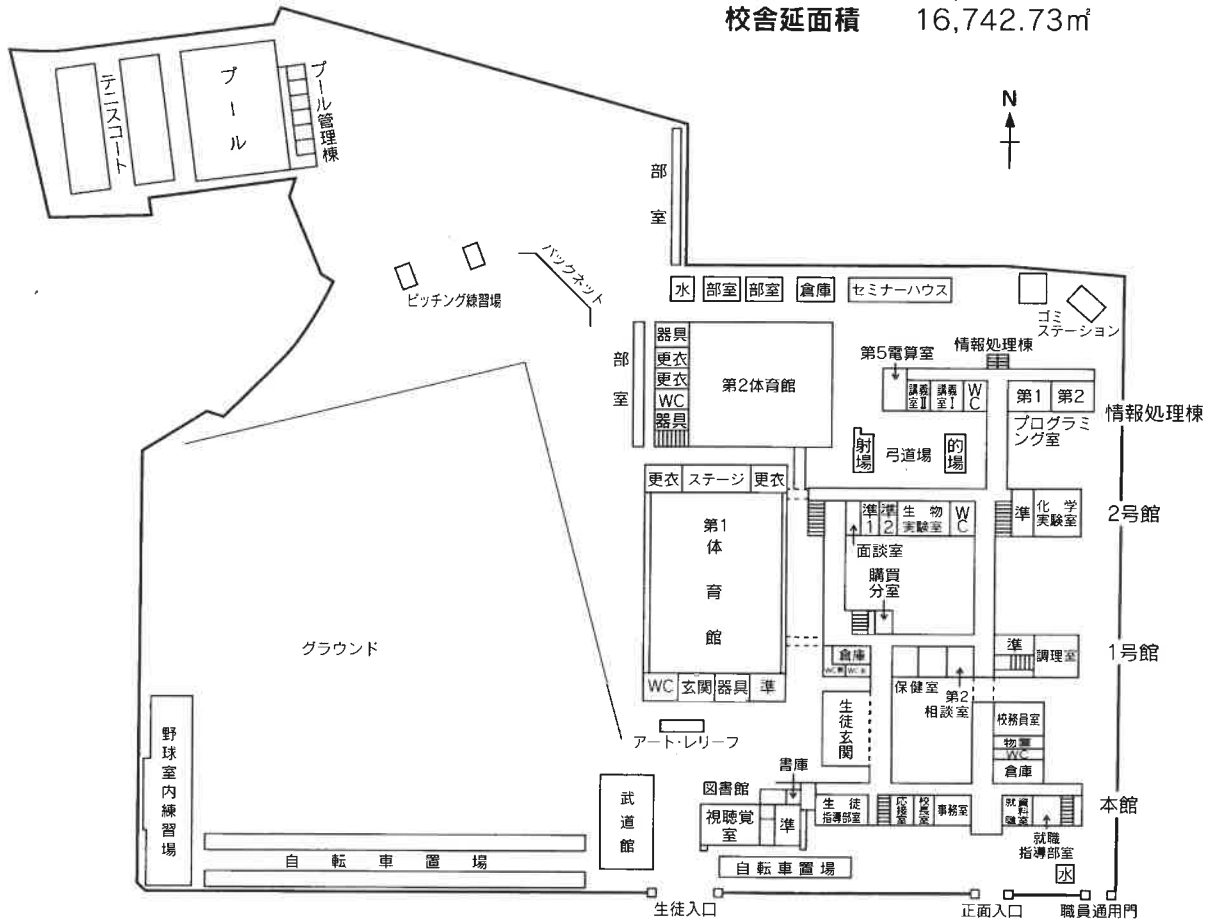 校舎延面積 16,742.73㎡
N
テニスコート
プール
プール管理棟
部室
バックネット
ピッチング練習場
水
部室
部室
倉庫
セミナーハウス
ゴミ
ステーション
部室
器具
更衣
更衣
WC
器具
第2体育館
第5電算室
情報処理棟
講義室Ⅱ
講義室Ⅰ
WC
第1
第2
プログラミング室
情報処理棟
射場
弓道場
的場
更衣
ステージ
更衣
第1体育館
準1
準2
生物実験室
WC
準
化学実験室
2号館
面談室
購買分室
グラウンド
倉庫
準
調理室
1号館
WC
玄関
器具
準
保健室
第2相談室
生徒玄関
校務員室
物置
WC
倉庫
アート・レリーフ
野球室内練習場
武道館
図書館
書庫
視聴覚室
準
生徒指導部室
応接室
校長室
事務室
就職資料室
本館
就職指導部室
自転車置場
自転車置場
水
生徒入口
正面入口
職員通用門